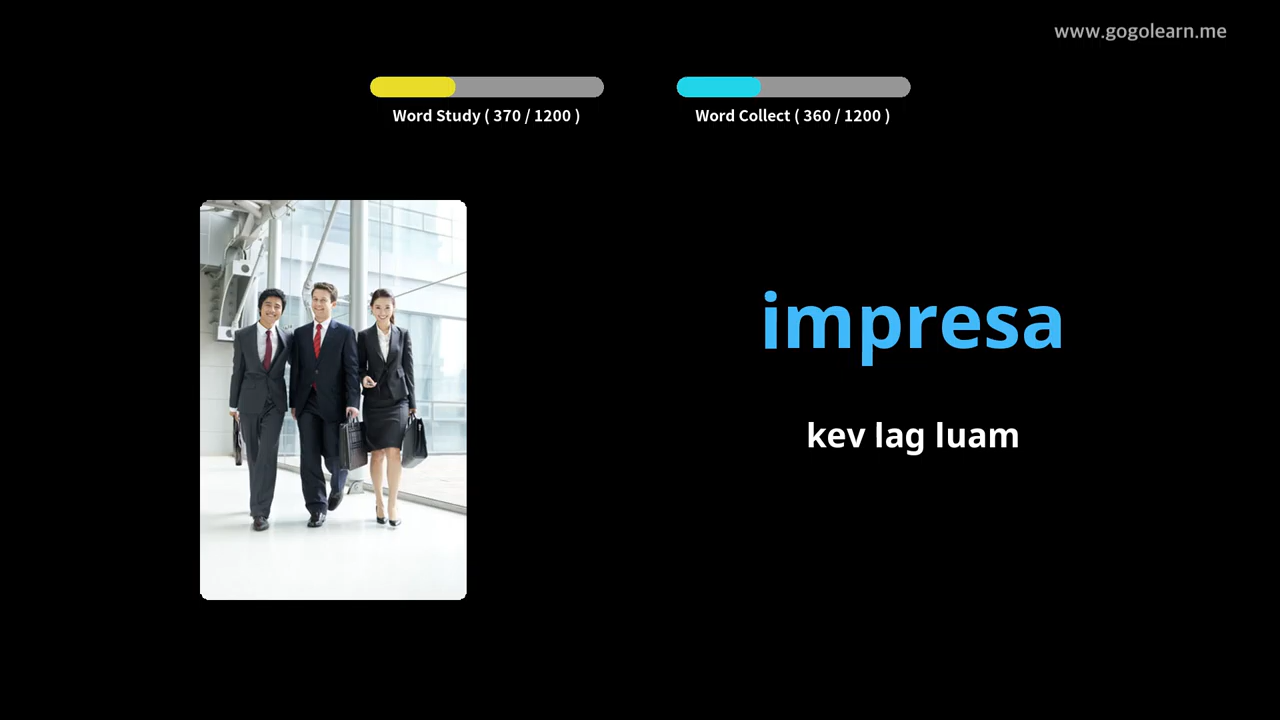 www.gogolearn.me
Word Study ( 370 / 1200 )
Word Collect ( 360 / 1200 )
impresa
kev lag luam